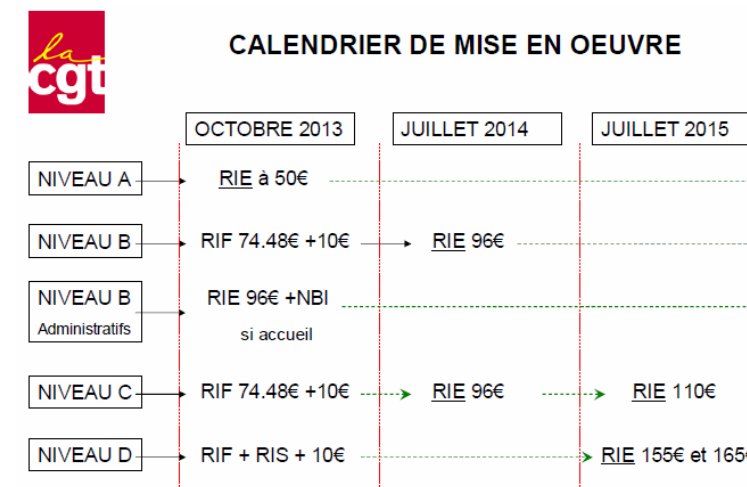 la
cgt
CALENDRIER DE MISE EN OEUVRE
OCTOBRE 2013 JUILLET 2014 JUILLET 2015
NIVEAU A RIE à 50€
NIVEAU B RIF 74.48€ +10€ RIE 96€
NIVEAU B RIE 96€ +NBI
Administratifs si accueil
NIVEAU C RIF 74.48€ +10€ RIE 96€ RIE 110€
NIVEAU D RIF + RIS + 10€ RIE 155€ et 165€